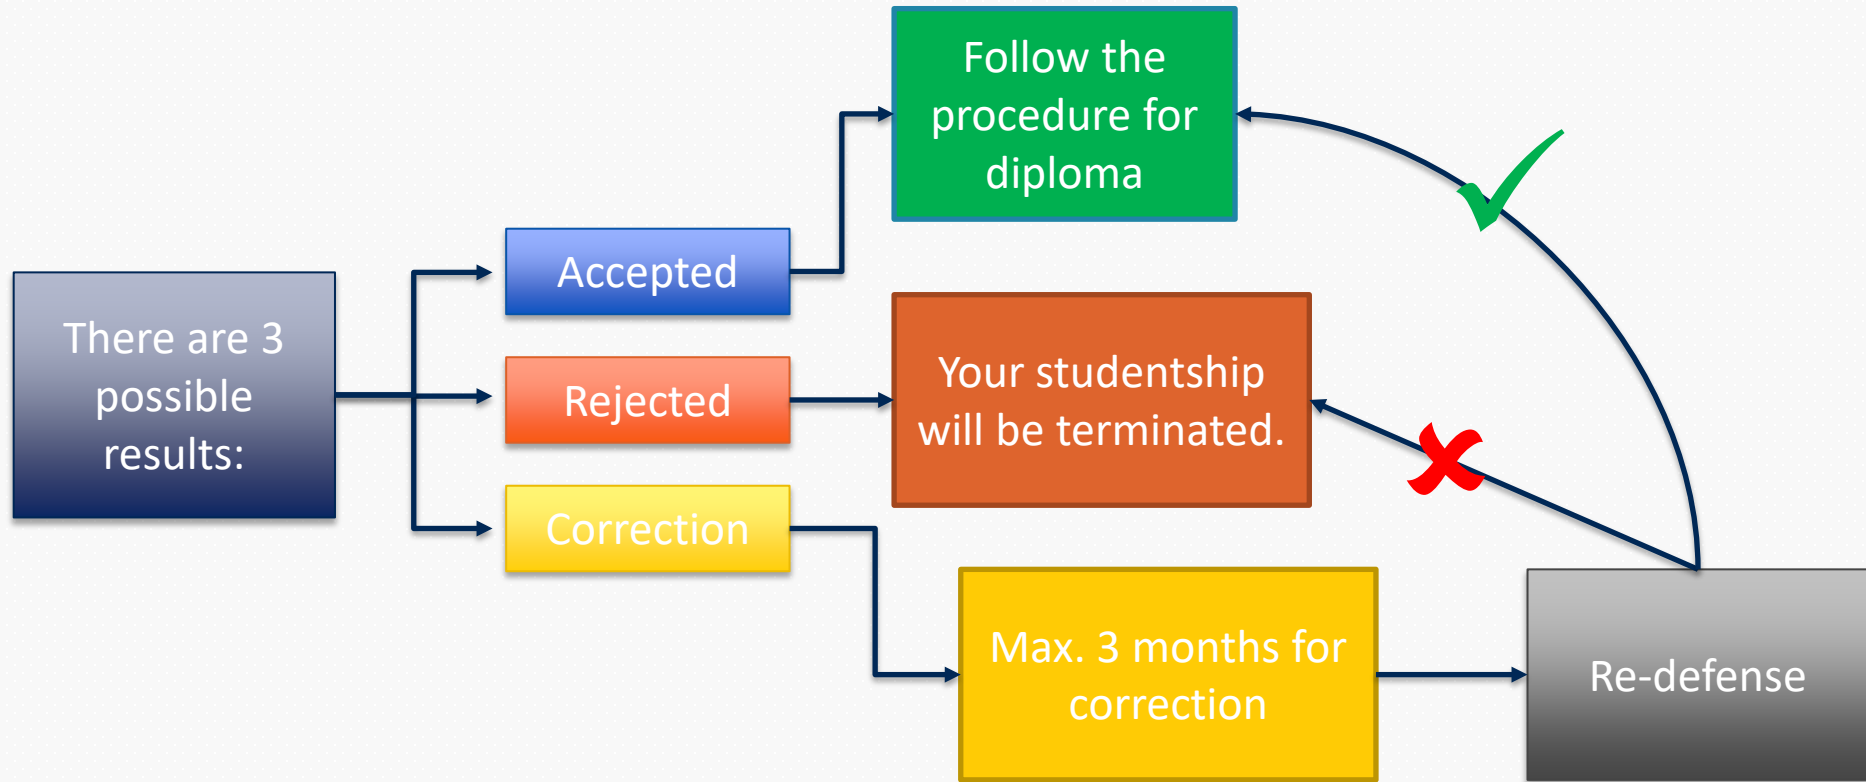 There are 3
possible
results:
Accepted
Rejected
Correction
Follow the
procedure for
diploma
Your studentship
will be terminated.
Max. 3 months for
correction
Re-defense